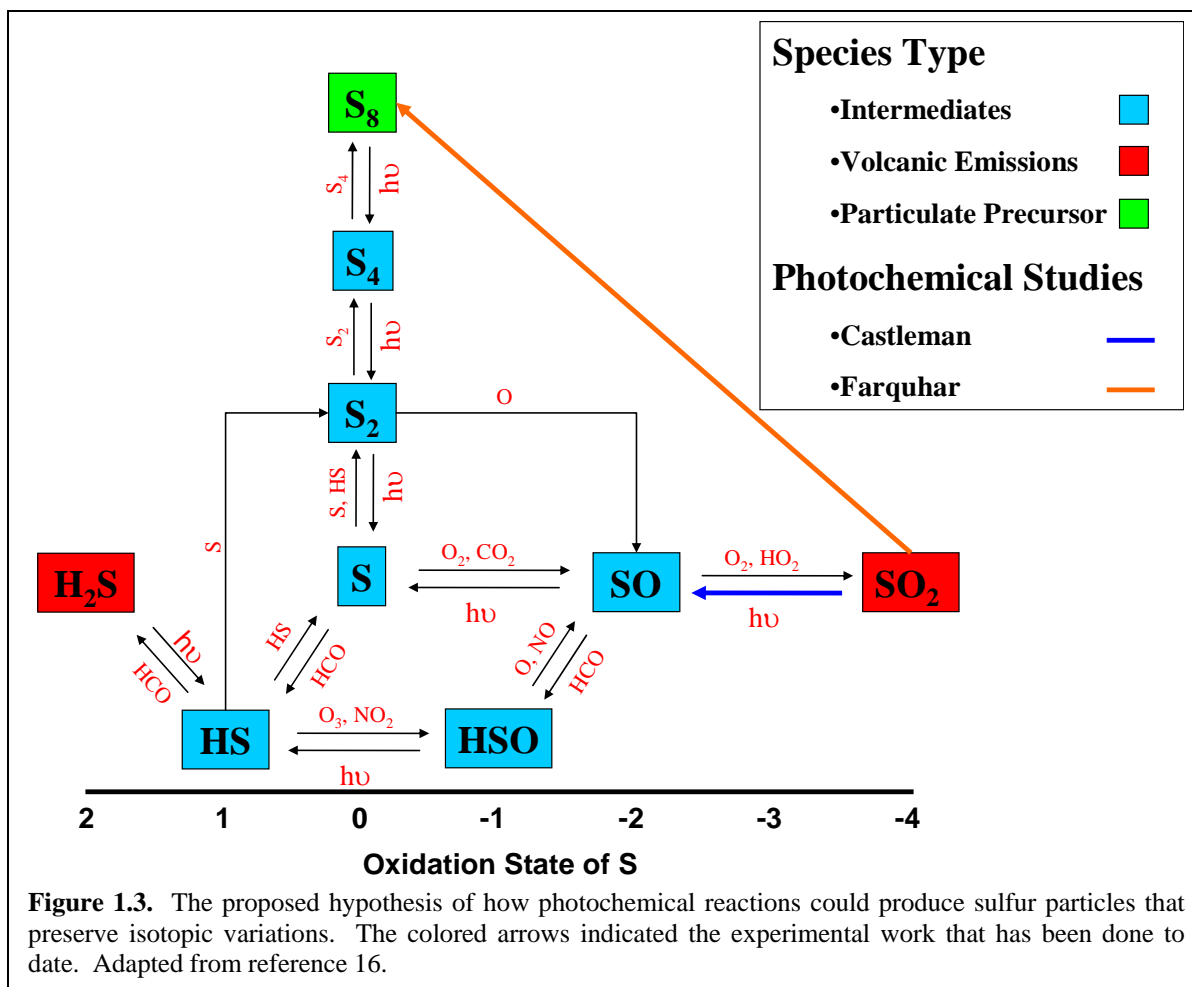 Species Type
•Intermediates
•Volcanic Emissions
•Particulate Precursor
Photochemical Studies
•Castleman
•Farquhar
S₈
S₄
hυ
S₄
S₂
hυ
S₂
O
S
S, HS
hυ
H₂S
S
O₂, CO₂
hυ
SO
O₂, HO₂
hυ
SO₂
hυ
HCO
HS
HCO
O, NO
HCO
HS
O₃, NO₂
hυ
HSO
2 1 0 -1 -2 -3 -4
Oxidation State of S
Figure 1.3. The proposed hypothesis of how photochemical reactions could produce sulfur particles that
preserve isotopic variations. The colored arrows indicated the experimental work that has been done to
date. Adapted from reference 16.